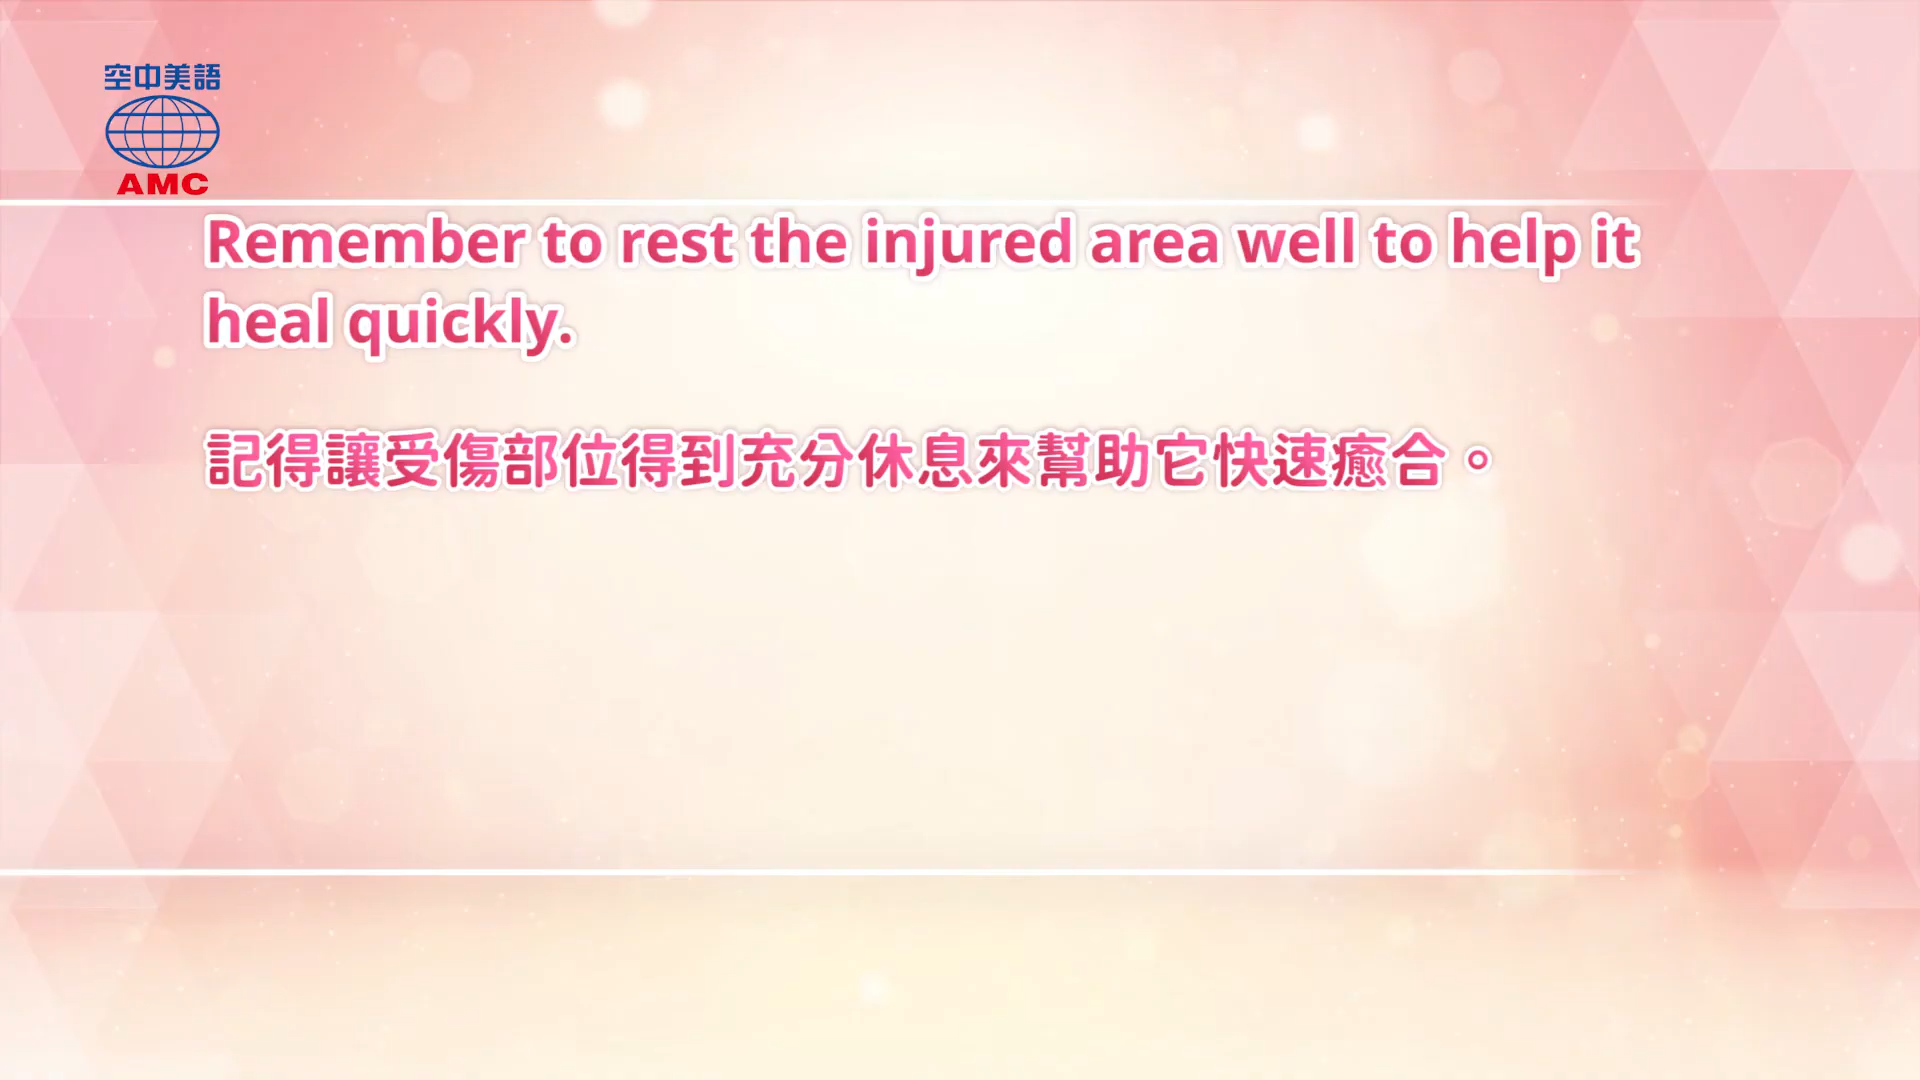 空中美語
AMC
Remember to rest the injured area well to help it
heal quickly.
記得讓受傷部位得到充分休息來幫助它快速癒合。